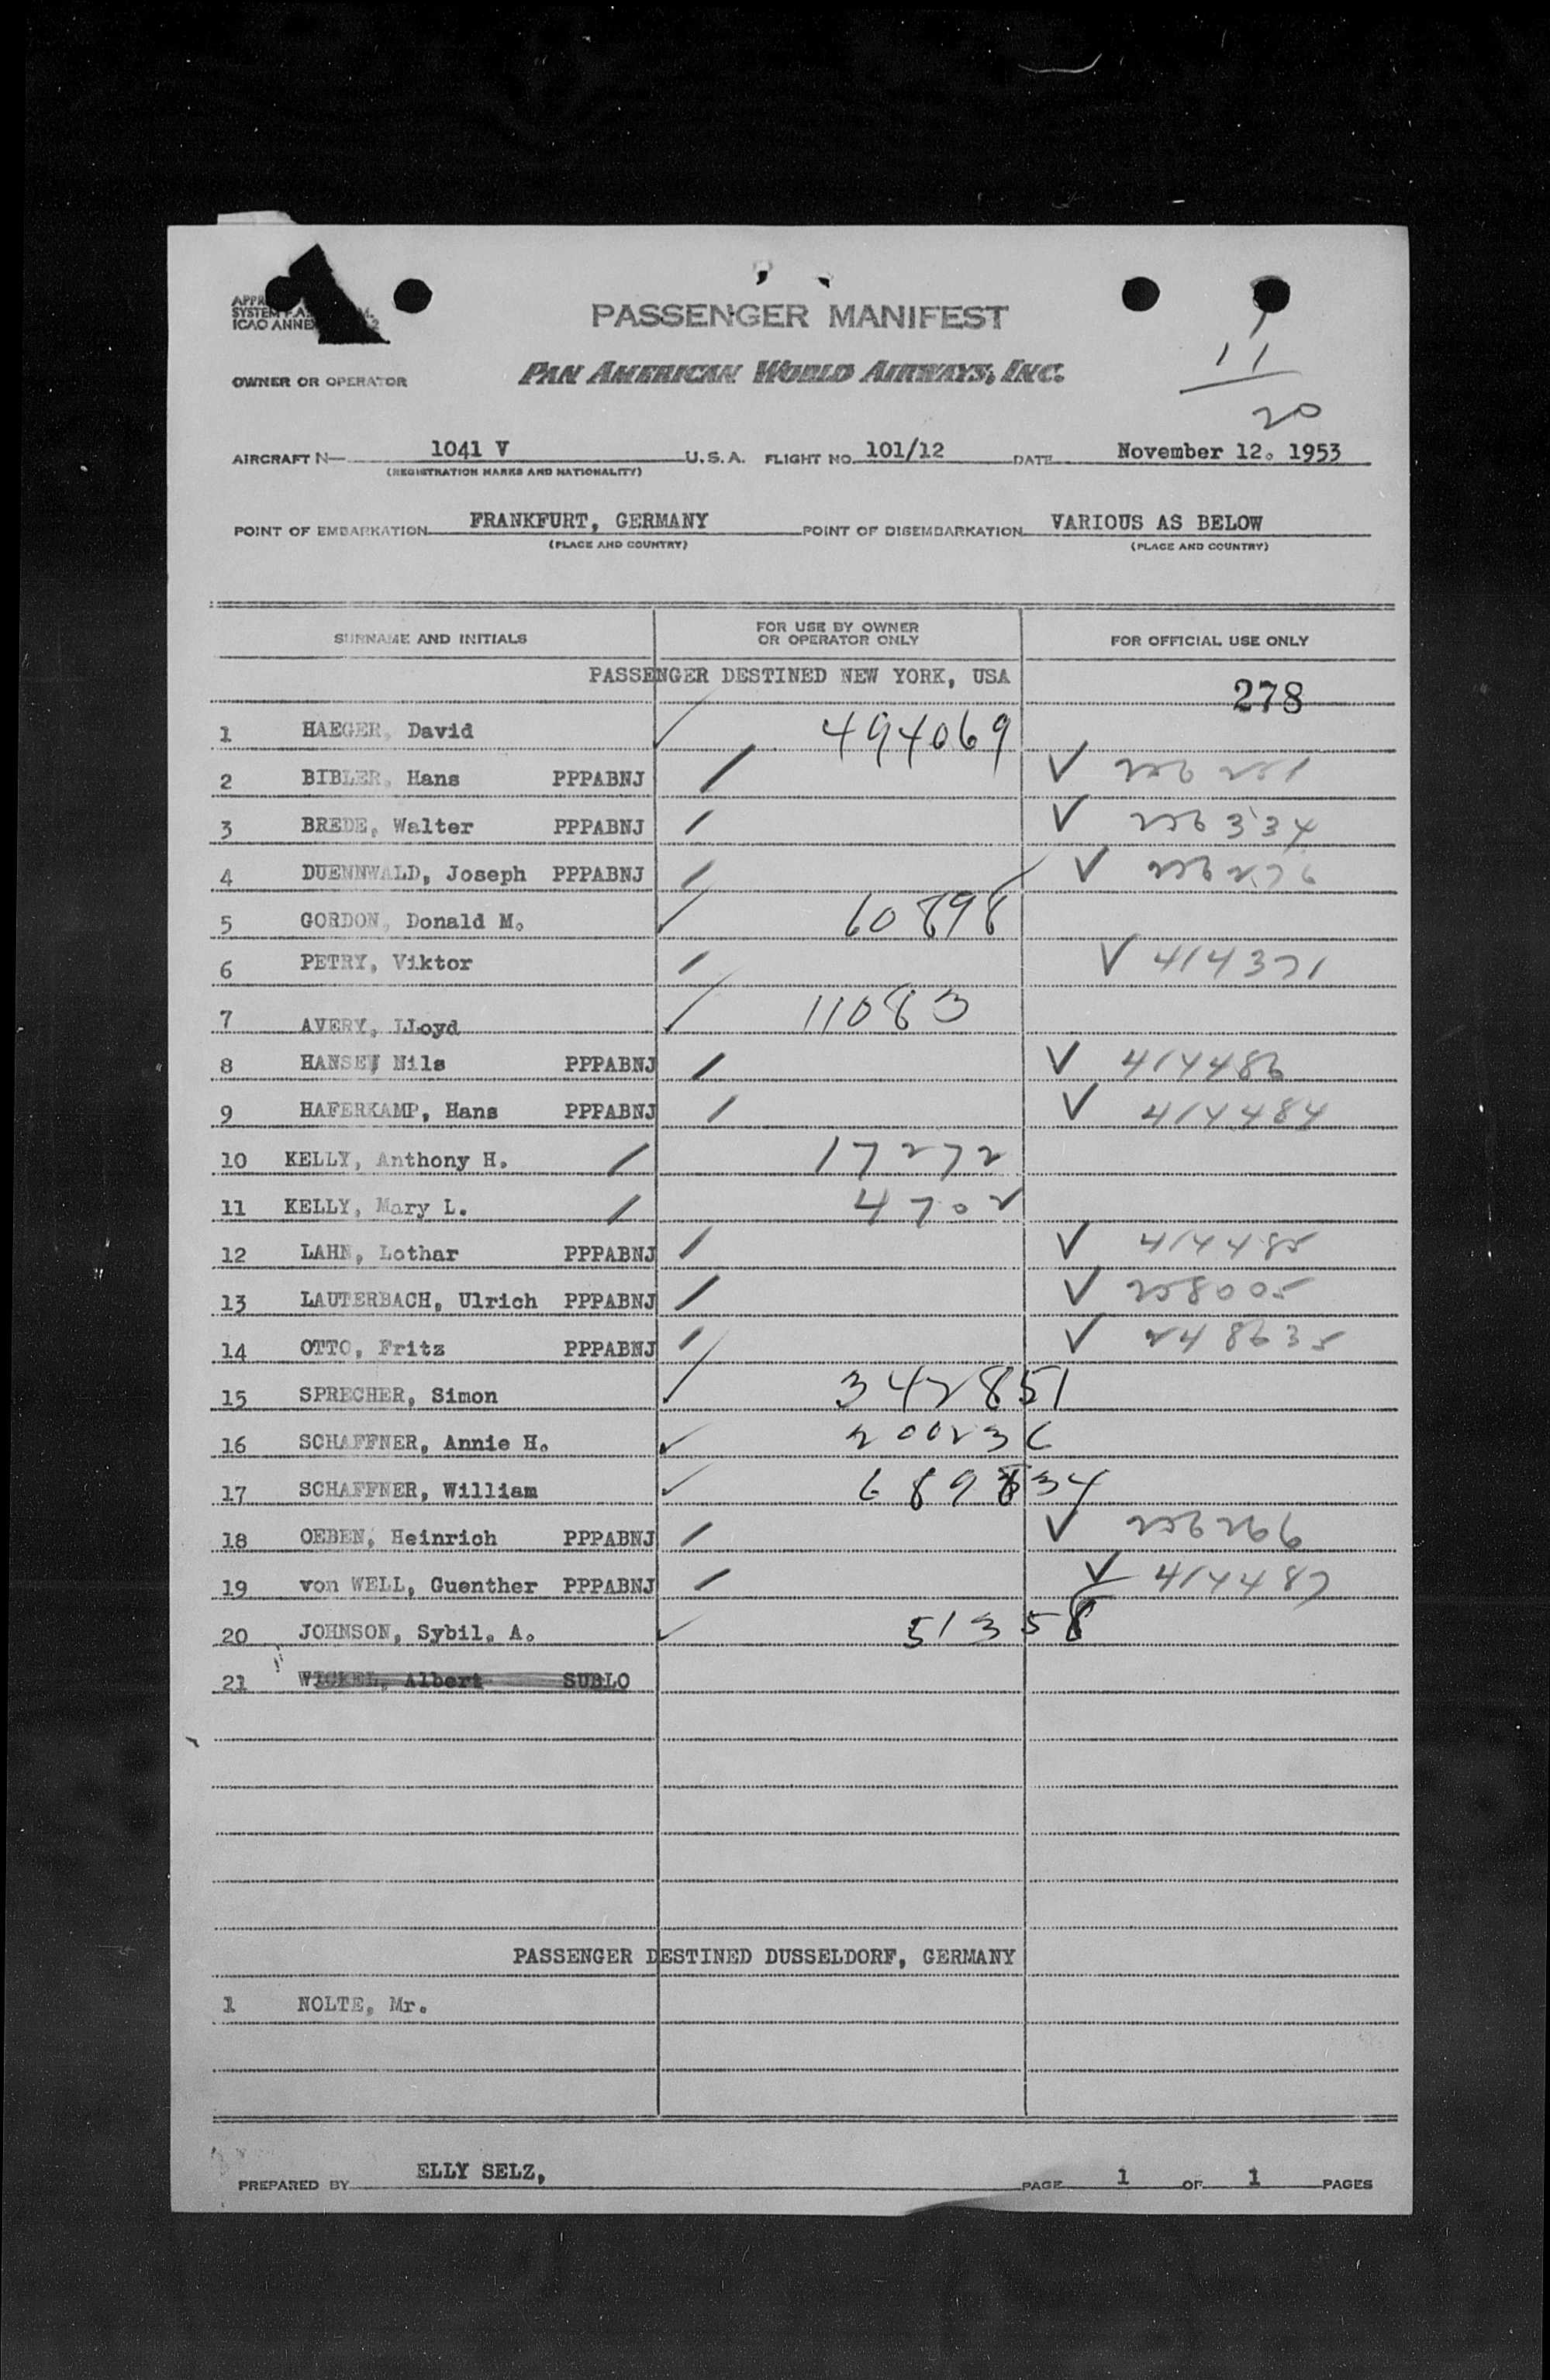 PASSENGER MANIFEST
OWNER OR OPERATOR PAN AMERICAN WORLD AIRWAYS, INC.
11
20
AIRCRAFT N— 1041 V U.S.A. FLIGHT NO. 101/12 DATE November 12. 1953
(REGISTRATION MARKS AND NATIONALITY)
POINT OF EMBARKATION FRANKFURT, GERMANY POINT OF DISEMBARKATION VARIOUS AS BELOW
(PLACE AND COUNTRY) (PLACE AND COUNTRY)
SURNAME AND INITIALS FOR USE BY OWNER OR OPERATOR ONLY FOR OFFICIAL USE ONLY
PASSENGER DESTINED NEW YORK, USA
278
1 HAEGER, David 494069
2 BIBLER, Hans PPPABNJ
3 BREDE, Walter PPPABNJ
4 DUENNWALD, Joseph PPPABNJ
5 GORDON, Donald M. 60898
6 PETRY, Viktor 414371
7 AVERY, LLoyd 11083
8 HANSEN Nils PPPABNJ 414486
9 HAFERKAMP, Hans PPPABNJ 414484
10 KELLY, Anthony H. 17272
11 KELLY, Mary L. 4702
12 LAHN, Lothar PPPABNJ 414485
13 LAUTERBACH, Ulrich PPPABNJ
14 OTTO, Fritz PPPABNJ
15 SPRECHER, Simon 342851
16 SCHAFFNER, Annie H. 200236
17 SCHAFFNER, William
18 OEBEN, Heinrich PPPABNJ
19 von WELL, Guenther PPPABNJ 414487
20 JOHNSON, Sybil. A. 51358
21 WICKEL, Albert SUBLO
PASSENGER DESTINED DUSSELDORF, GERMANY
1 NOLTE, Mr.
PREPARED BY ELLY SELZ, PAGE 1 OF 1 PAGES